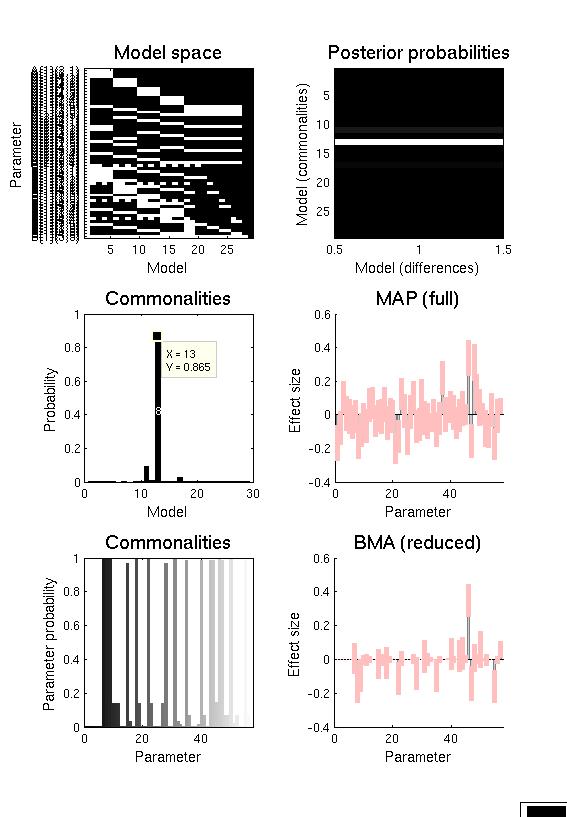 Model space
Parameter
5 10 15 20 25
Model
Posterior probabilities
Model (commonalities)
5
10
15
20
25
0.5 1 1.5
Model (differences)
Commonalities
Probability
1
0.8
0.6
0.4
0.2
0
X = 13
Y = 0.865
8
0 10 20 30
Model
MAP (full)
Effect size
0.6
0.4
0.2
0
-0.2
-0.4
0 20 40
Parameter
Commonalities
Parameter probability
1
0.8
0.6
0.4
0.2
0
0 20 40
Parameter
BMA (reduced)
Effect size
0.6
0.4
0.2
0
-0.2
-0.4
0 20 40
Parameter